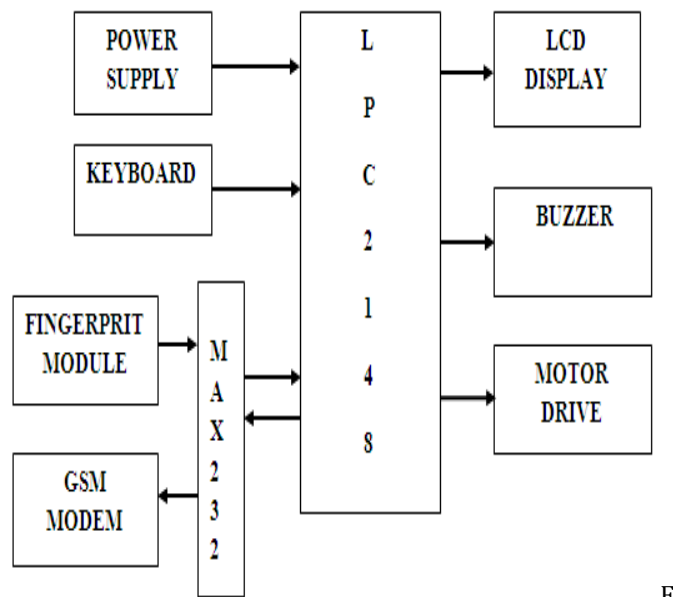 POWER
SUPPLY
KEYBOARD
FINGERPRIT
MODULE
GSM
MODEM
M
A
X
2
3
2
L
P
C
2
1
4
8
LCD
DISPLAY
BUZZER
MOTOR
DRIVE